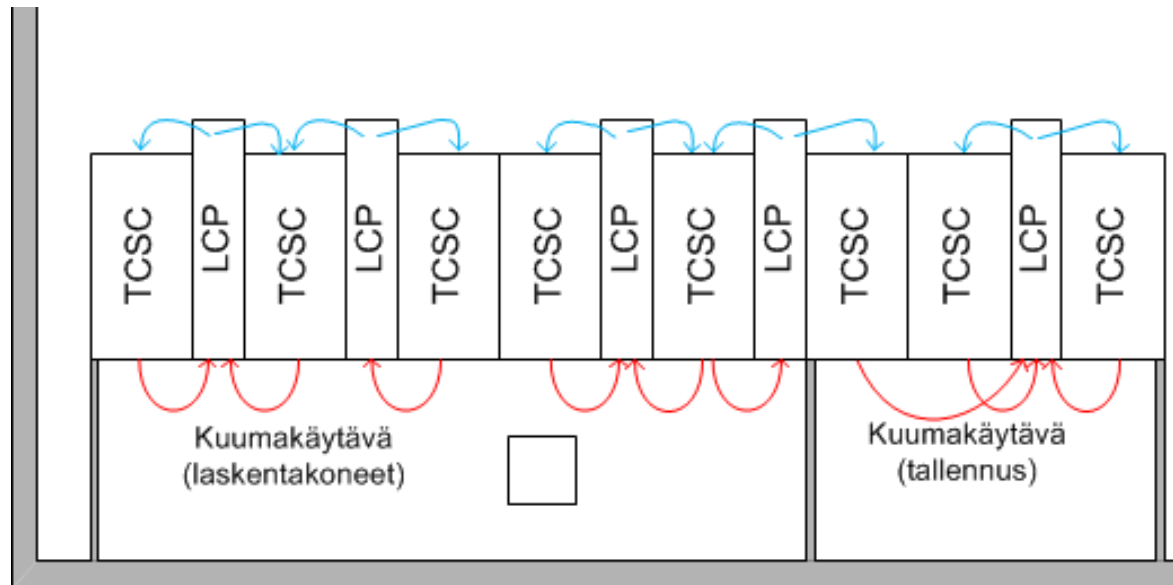 TCSC
LCP
TCSC
LCP
TCSC
TCSC
LCP
TCSC
LCP
TCSC
TCSC
LCP
TCSC
Kuumakäytävä
(laskentakoneet)
Kuumakäytävä
(tallennus)